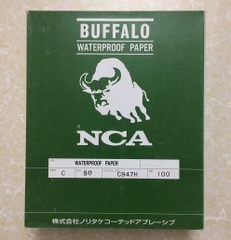 BUFFALO
WATERPROOF PAPER
NCA
WATERPROOF PAPER
C 80 C947H 100
株式会社ノリタケコーテッドアブレーシブ